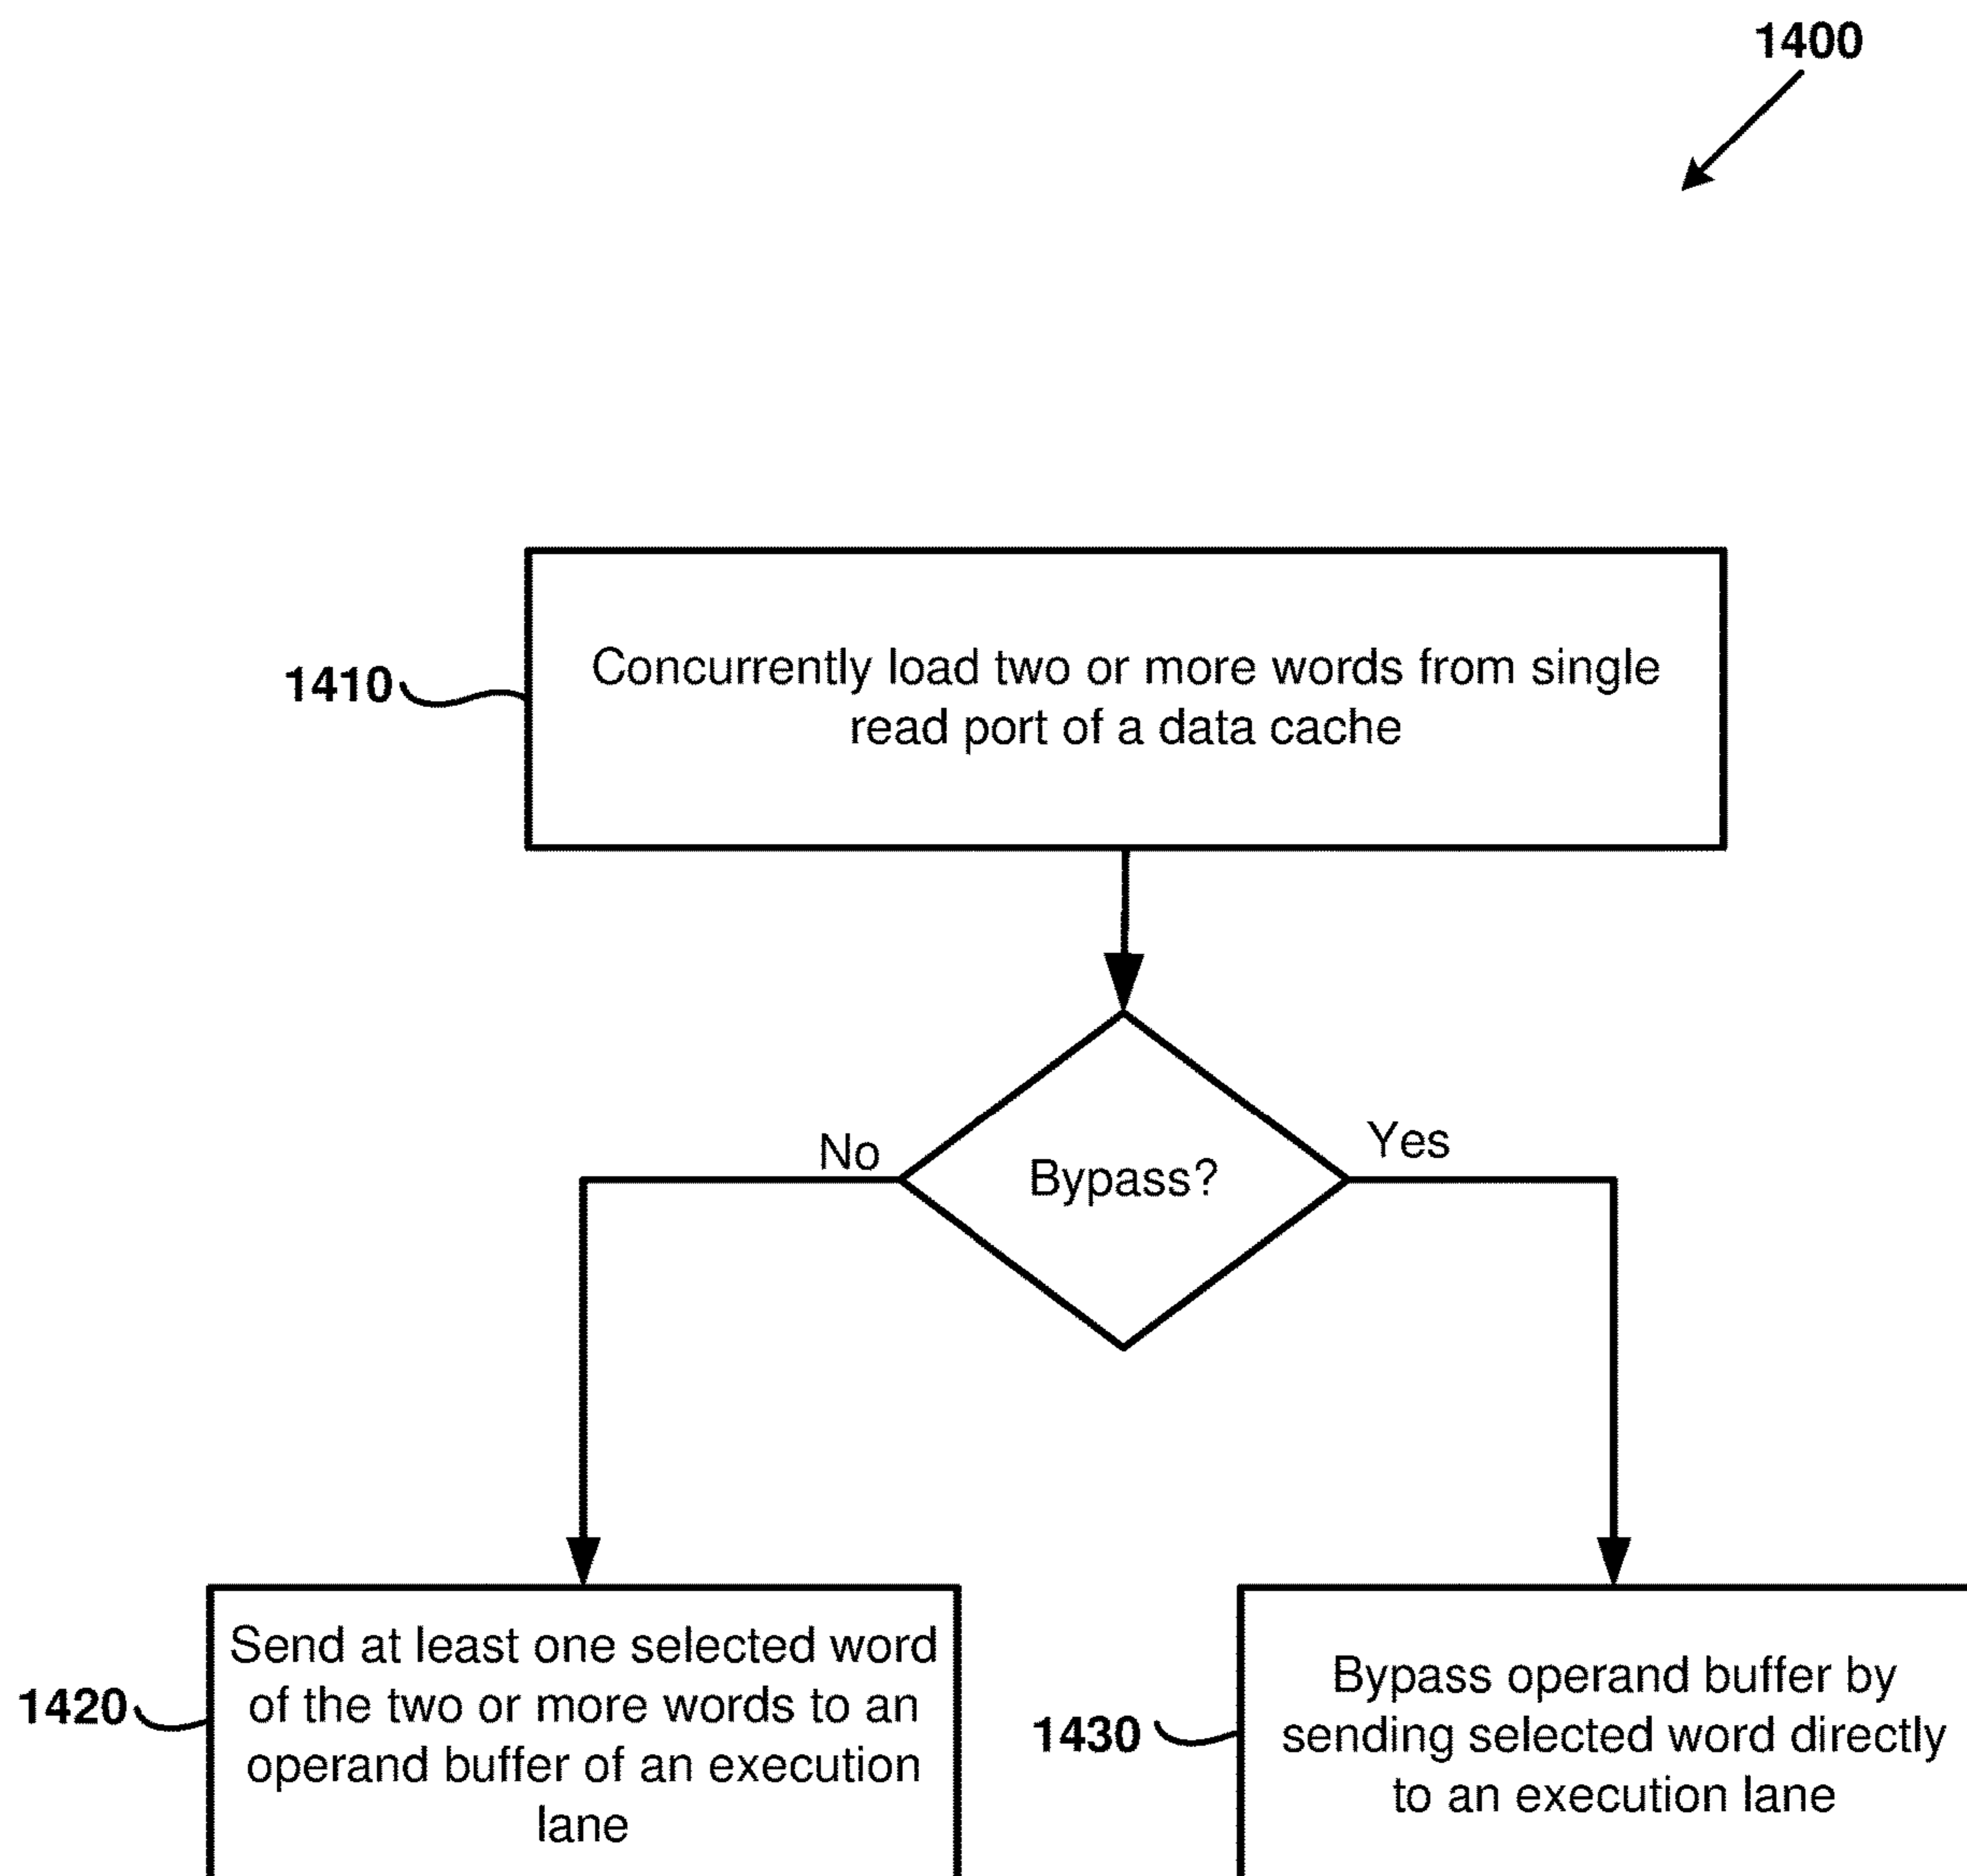 1400
1410
Concurrently load two or more words from single
read port of a data cache
No
Bypass?
Yes
1420
Send at least one selected word
of the two or more words to an
operand buffer of an execution
lane
1430
Bypass operand buffer by
sending selected word directly
to an execution lane